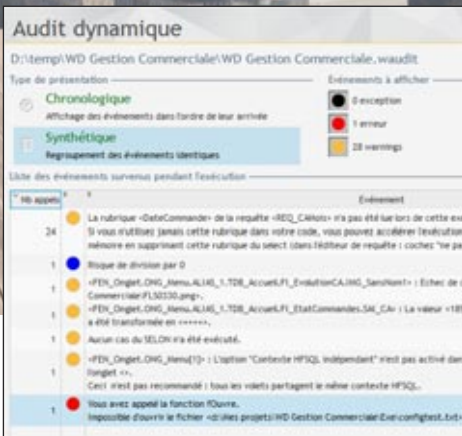 Audit dynamique
D:\temp\WD Gestion Commerciale\WD Gestion Commerciale.waudit
Type de présentation
Evénements à afficher
Chronologique
Affichage des événements dans l'ordre de leur arrivée
0 exception
1 erreur
Synthétique
Regroupement des événements identiques
28 warnings
Liste des événements survenus pendant l'exécution
Nb appels
Evénement
24
La rubrique <DateCommande> de la requête <REQ_CAMois> n'a pas été lue lors de cette
Si vous n'utilisez jamais cette rubrique dans votre code, vous pouvez accélérer l'exécution
mémoire en supprimant cette rubrique du select (dans l'éditeur de requête : cochez "ne
1
Risque de division par 0
1
<FEN_Onglet.ONG_Menu.ALIAS_1.TDB_Accueil.FI_EvolutionCA.IMG_SansNom1> : Echec de
Commerciale\FLS0330.png>.
1
<FEN_Onglet.ONG_Menu.ALIAS_1.TDB_Accueil.FI_EtatCommandes.SAI_CA> : La valeur
a été transformée en
1
Aucun cas du SELON n'a été exécuté.
1
<FEN_Onglet.ONG_Menu[1]> : L'option "Contexte HFSQL indépendant" n'est pas activé
l'onglet <>.
Ceci n'est pas recommandé : tous les volets partagent le même contexte HFSQL.
1
Vous avez appelé la fonction fOuvre.
Impossible d'ouvrir le fichier <d:\Mes projets\WD Gestion Commerciale\Exe\configtest.txt>